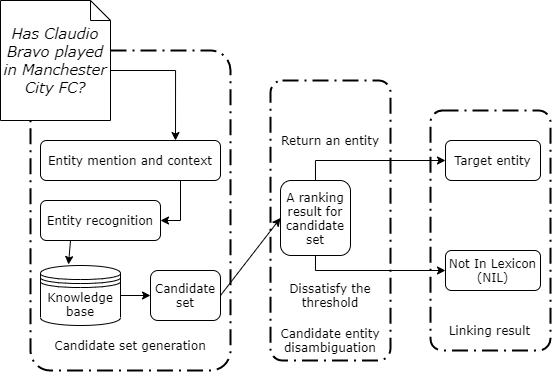 Has Claudio
Bravo played
in Manchester
City FC?
Entity mention and context
Entity recognition
Knowledge
base
Candidate
set
Candidate set generation
Return an entity
A ranking
result for
candidate
set
Dissatisfy the
threshold
Candidate entity
disambiguation
Target entity
Not In Lexicon
(NIL)
Linking result